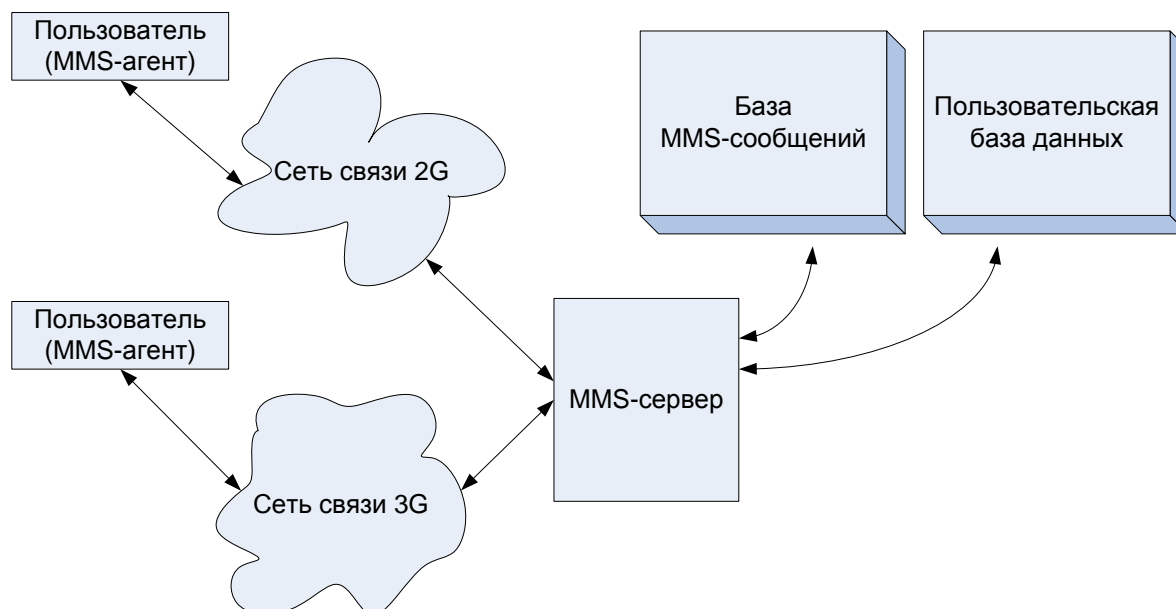 Пользователь
(MMS-агент)
Сеть связи 2G
База
MMS-сообщений
Пользовательская
база данных
Пользователь
(MMS-агент)
MMS-сервер
Сеть связи 3G